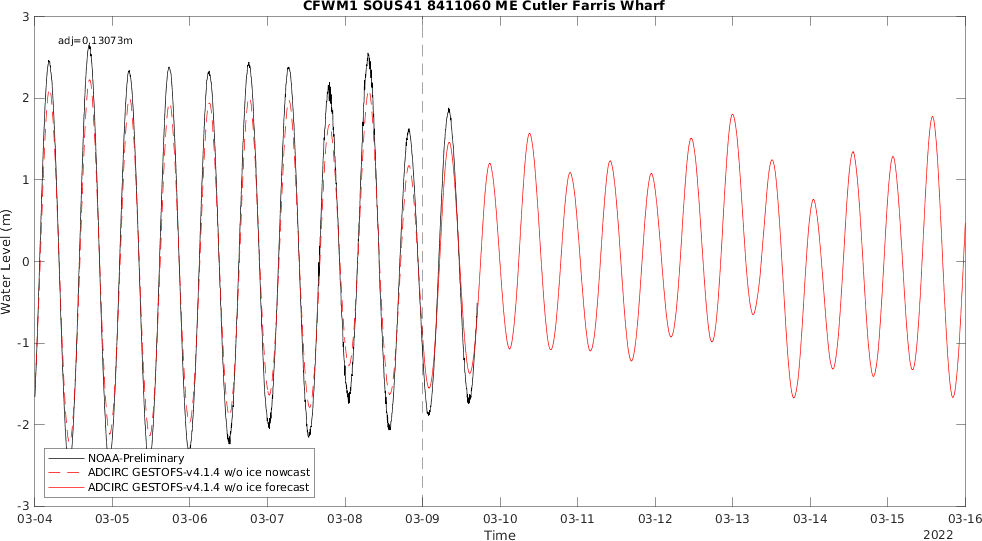 CFWM1 SOUS41 8411060 ME Cutler Farris Wharf
adj=0.13073m
3
2
1
0
-1
-2
-3
Water Level (m)
NOAA-Preliminary
ADCIRC GESTOFS-v4.1.4 w/o ice nowcast
ADCIRC GESTOFS-v4.1.4 w/o ice forecast
03-04 03-05 03-06 03-07 03-08 03-09 03-10 03-11 03-12 03-13 03-14 03-15 03-16
Time
2022